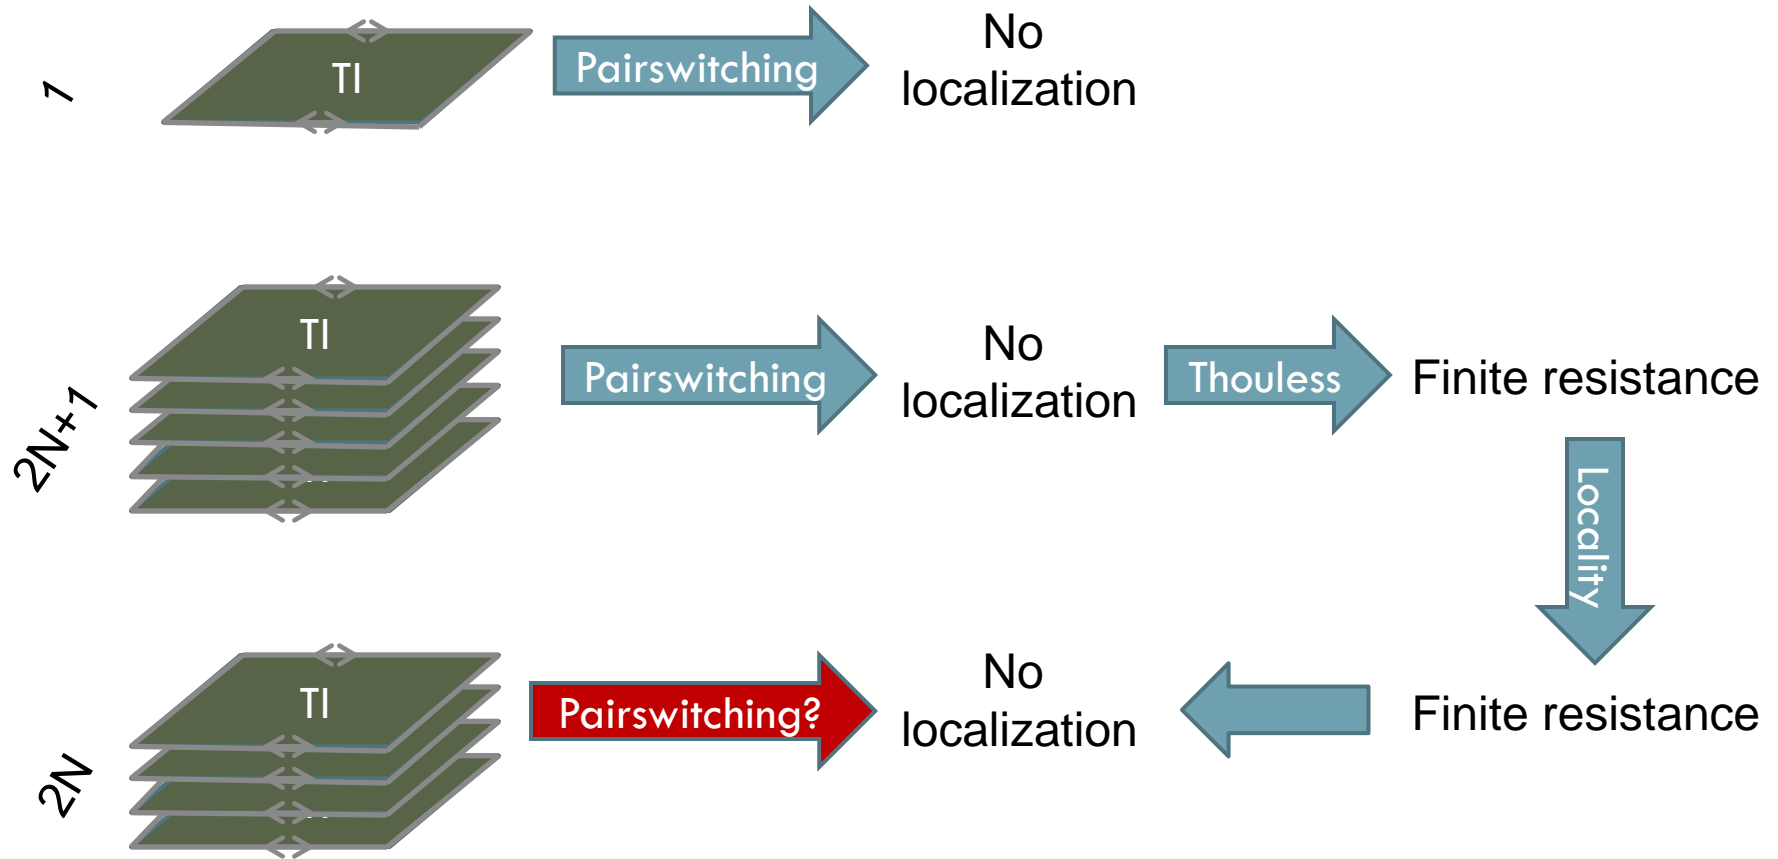 1
TI
Pairswitching
No
localization
2N+1
TI
Pairswitching
No
localization
Thouless
Finite resistance
Locality
2N
TI
Pairswitching?
No
localization
Finite resistance